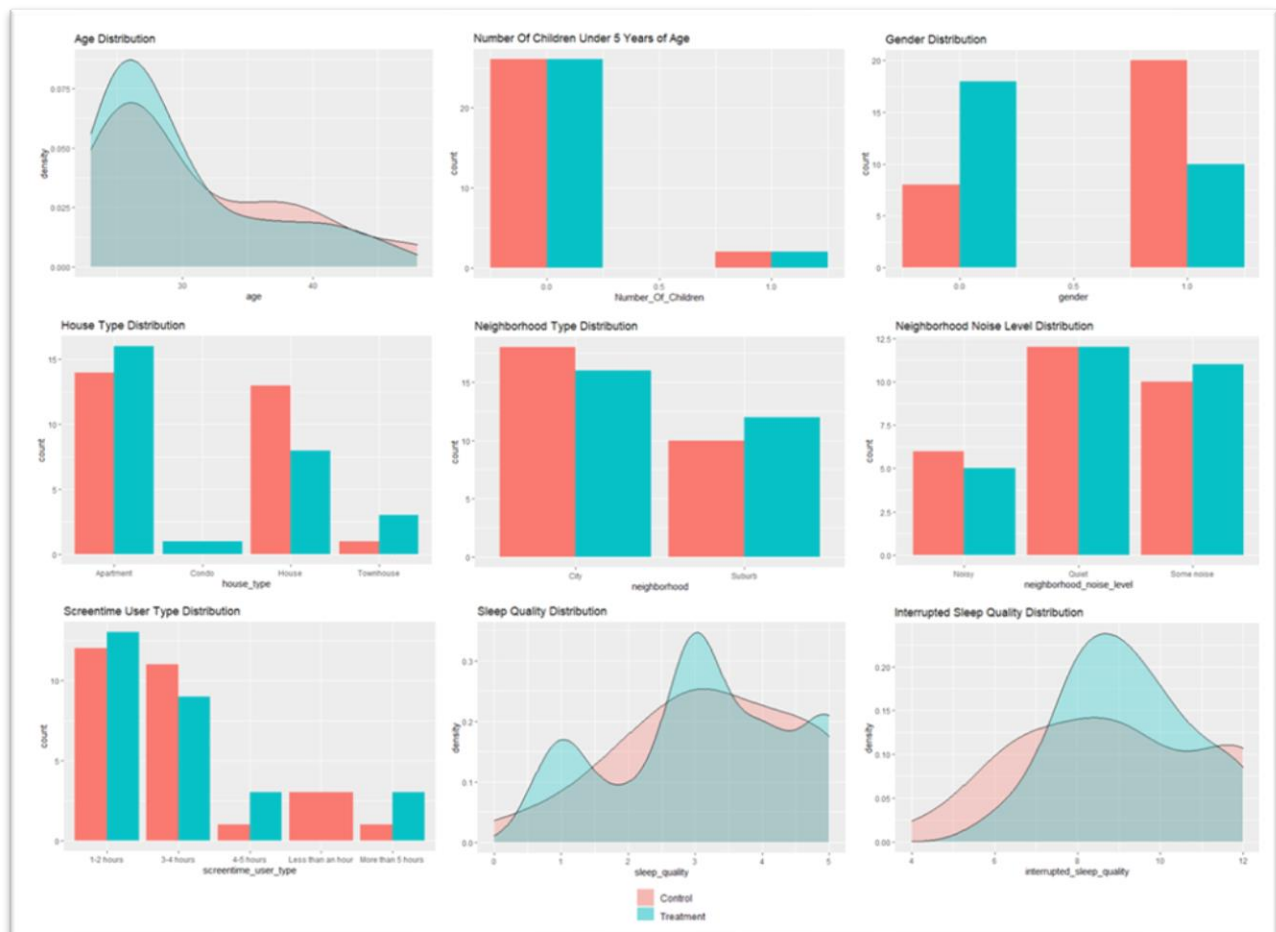 Age Distribution
0.075
0.050
0.025
0.000
density
30
40
age
Number Of Children Under 5 Years of Age
20
10
0
count
0.0
0.5
1.0
Number_Of_Children
Gender Distribution
20
15
10
5
0
count
0.0
0.5
1.0
gender
House Type Distribution
15
10
5
0
count
Apartment
Condo
House
Townhouse
house_type
Neighborhood Type Distribution
15
10
5
0
count
City
Suburb
neighborhood
Neighborhood Noise Level Distribution
12.5
10.0
7.5
5.0
2.5
0.0
count
Noisy
Quiet
Some noise
neighborhood_noise_level
Screentime User Type Distribution
10
5
0
count
1-2 hours
3-4 hours
4-5 hours
Less than an hour
More than 5 hours
screentime_user_type
Sleep Quality Distribution
0.3
0.2
0.1
0.0
density
0
1
2
3
4
5
sleep_quality
Interrupted Sleep Quality Distribution
0.20
0.15
0.10
0.05
0.00
density
4
6
8
10
12
interrupted_sleep_quality
Control
Treatment